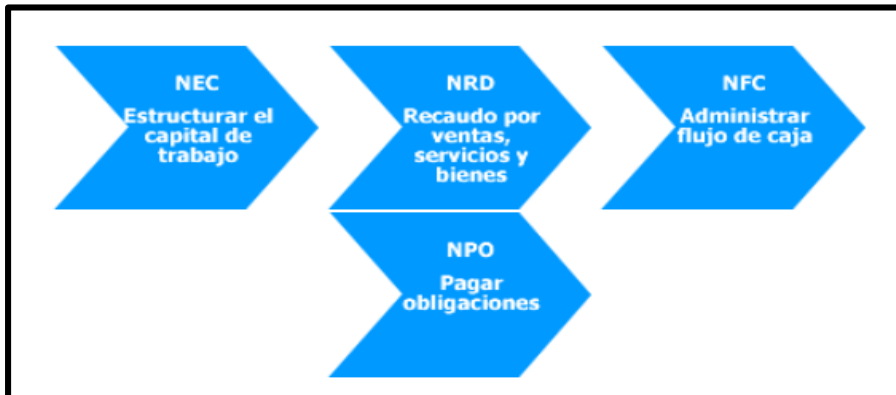 NEC
Estructurar el
capital de
trabajo
NRD
Recaudo por
ventas,
servicios y
bienes
NFC
Administrar
flujo de caja
NPO
Pagar
obligaciones